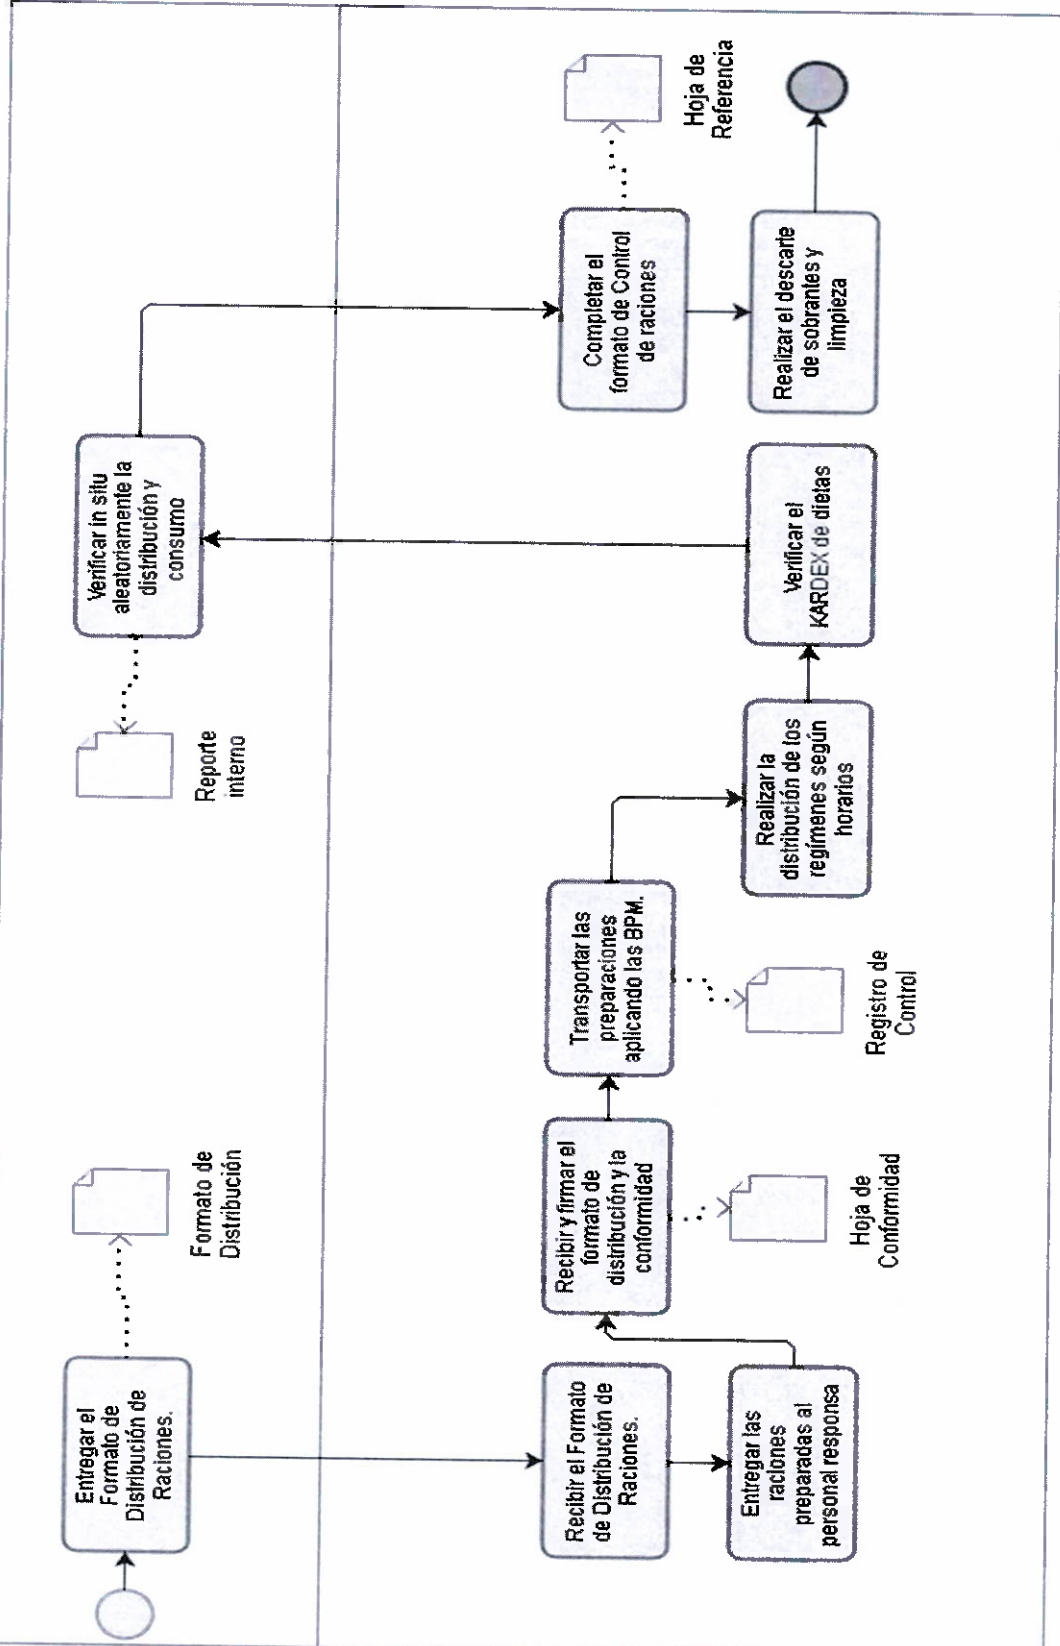 Entregar el
Formato de
Distribución de
Raciones.
Formato de
Distribución
Reporte
interno
Verificar in situ
aleatoriamente la
distribución y
consumo
Recibir el Formato
de Distribución de
Raciones.
Entregar las
raciones
preparadas al
personal responsa
Recibir y firmar el
formato de
distribución y la
conformidad
Hoja de
Conformidad
Transportar las
preparaciones
aplicando las BPM.
Registro de
Control
Realizar la
distribución de los
regímenes según
horarios
Verificar el
KARDEX de dietas
Completar el
formato de Control
de raciones
Hoja de
Referencia
Realizar el descarte
de sobrantes y
limpieza